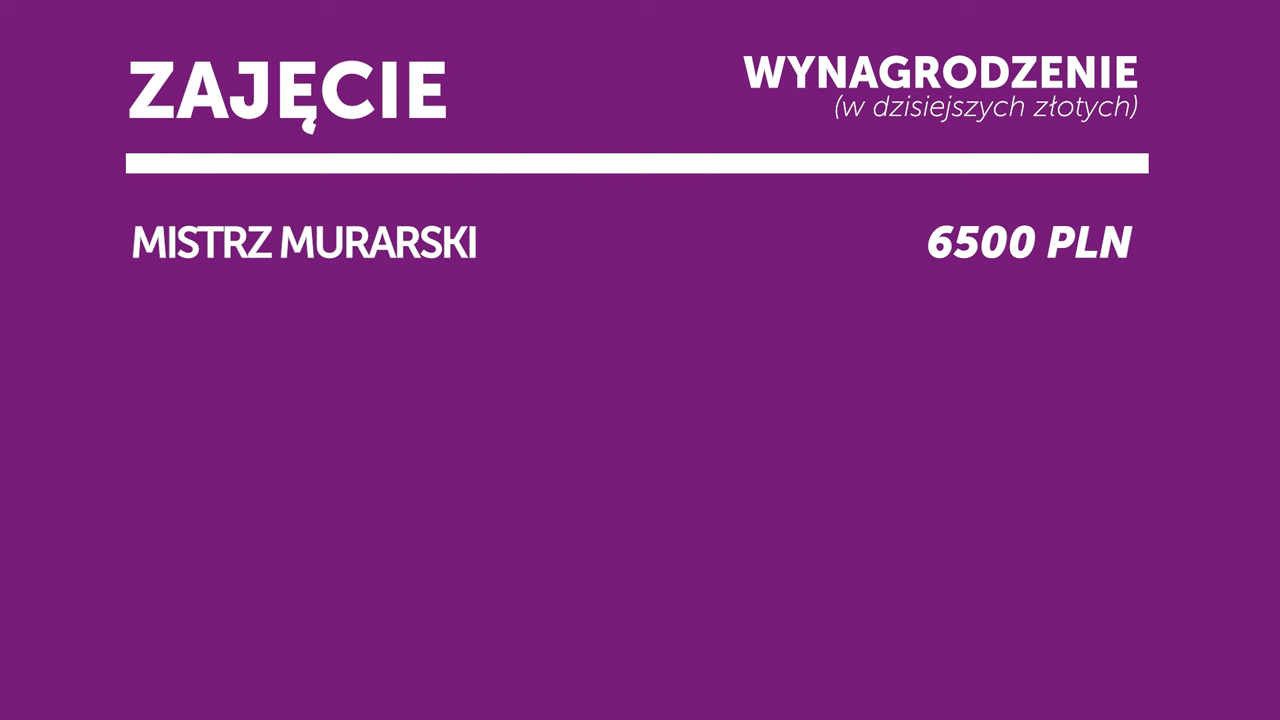 ZAJĘCIE
WYNAGRODZENIE
(w dzisiejszych złotych)
MISTRZ MURARSKI
6500 PLN